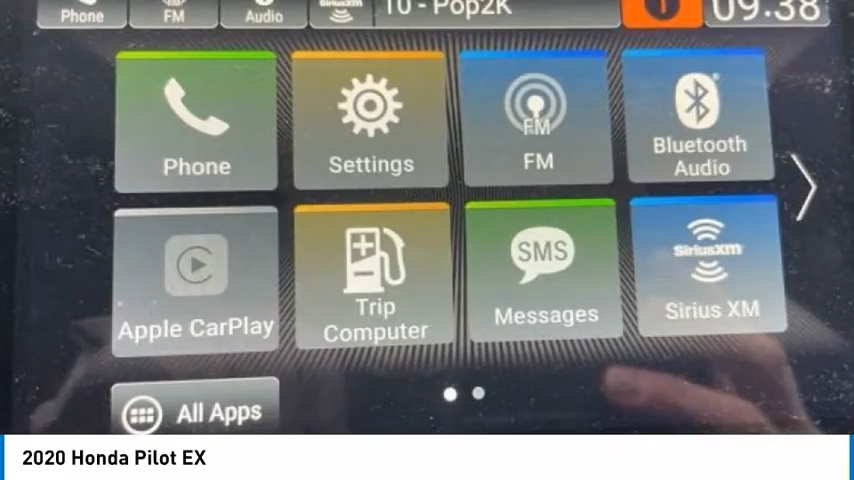 Phone FM Audio SiriusXM 10 - Pop2K 09:38
Phone Settings FM FM Bluetooth Audio
Apple CarPlay Trip Computer SMS Messages SiriusXM Sirius XM
All Apps
2020 Honda Pilot EX